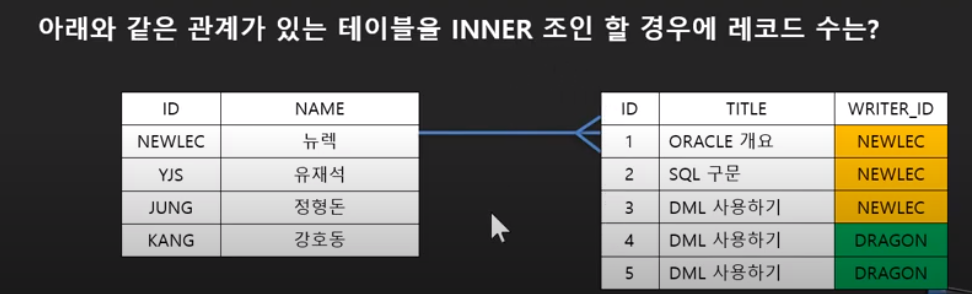 아래와 같은 관계가 있는 테이블을 INNER 조인 할 경우에 레코드 수는?
ID NAME
NEWLEC 뉴렉
YJS 유재석
JUNG 정형돈
KANG 강호동
ID TITLE WRITER_ID
1 ORACLE 개요 NEWLEC
2 SQL 구문 NEWLEC
3 DML 사용하기 NEWLEC
4 DML 사용하기 DRAGON
5 DML 사용하기 DRAGON